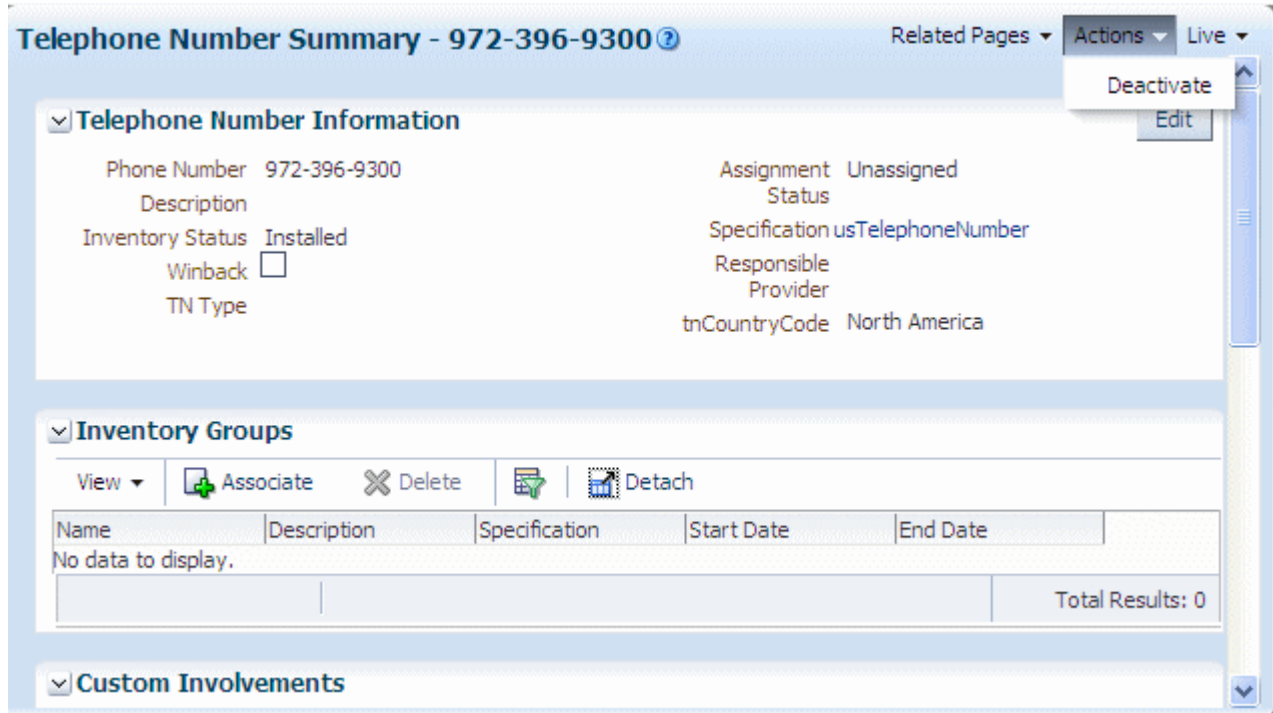 Telephone Number Summary - 972-396-9300
Related Pages Actions Live
Deactivate
Telephone Number Information
Edit
Phone Number 972-396-9300
Description
Inventory Status Installed
Winback
TN Type
Assignment Status Unassigned
Specification usTelephoneNumber
Responsible Provider
tnCountryCode North America
Inventory Groups
View Associate Delete Detach
Name Description Specification Start Date End Date
No data to display.
Total Results: 0
Custom Involvements